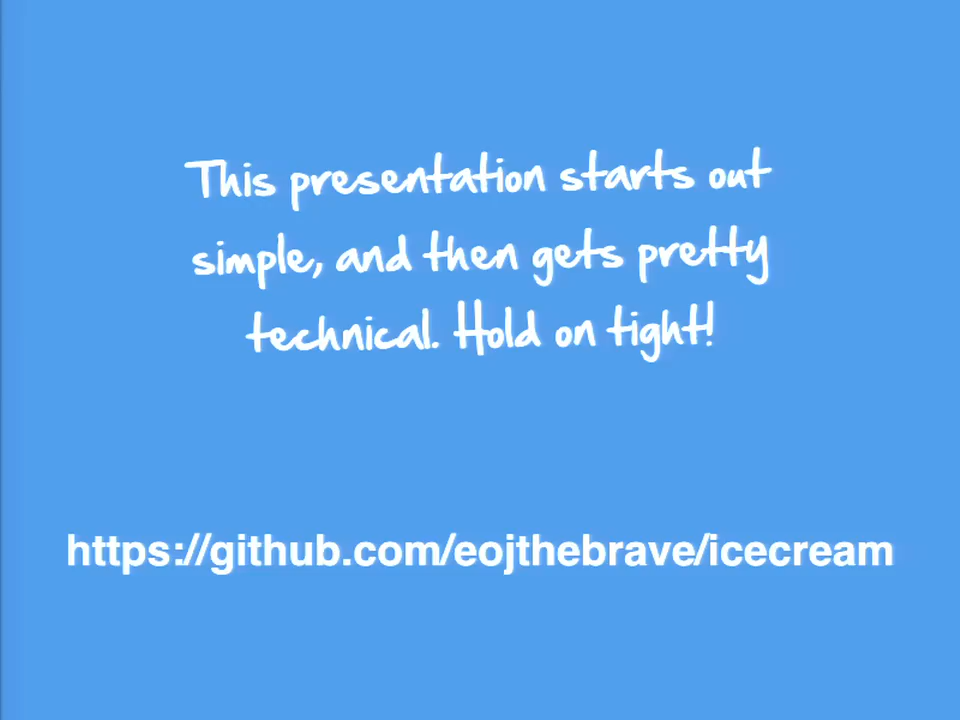 This presentation starts out
simple, and then gets pretty
technical. Hold on tight!
https://github.com/eojthebrave/icecream